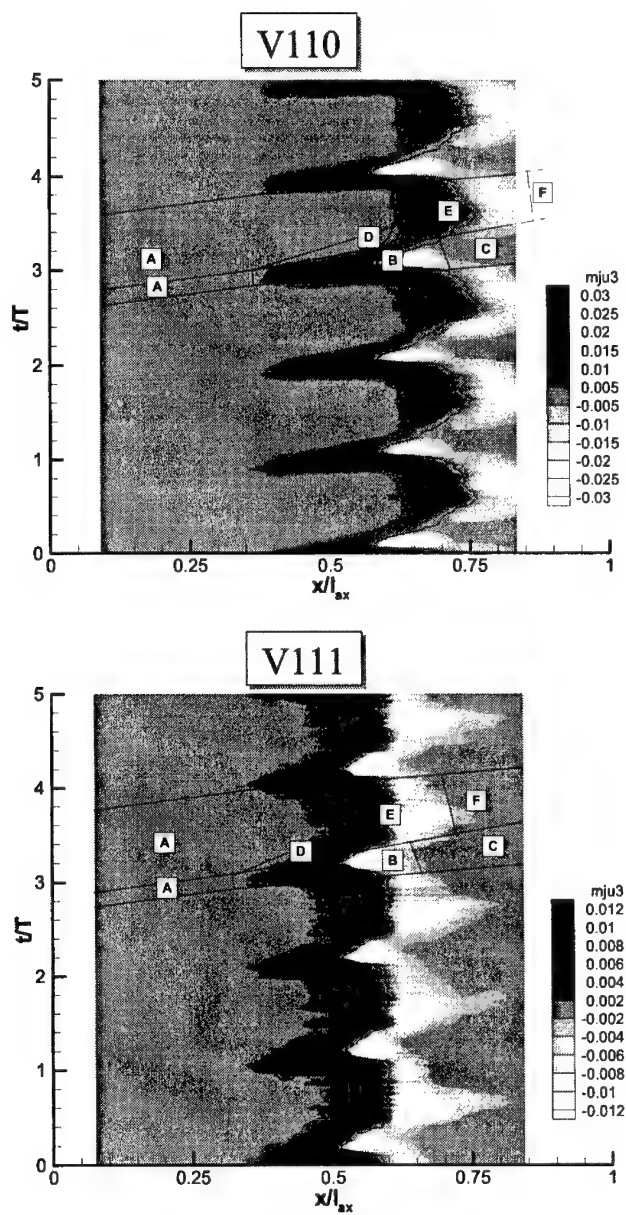 V110
5
4
F
E
D
A
B
C
3
A
mju3
0.03
0.025
0.02
0.015
0.01
0.005
-0.005
-0.01
-0.015
-0.02
-0.025
-0.03
t/T
2
1
0
0
0.25
0.5
0.75
1
x/l_ax
V111
5
4
F
E
A
D
C
B
3
A
mju3
0.012
0.01
0.008
0.006
0.004
0.002
-0.002
-0.004
-0.006
-0.008
-0.01
-0.012
t/T
2
1
0
0
0.25
0.5
0.75
1
x/l_ax